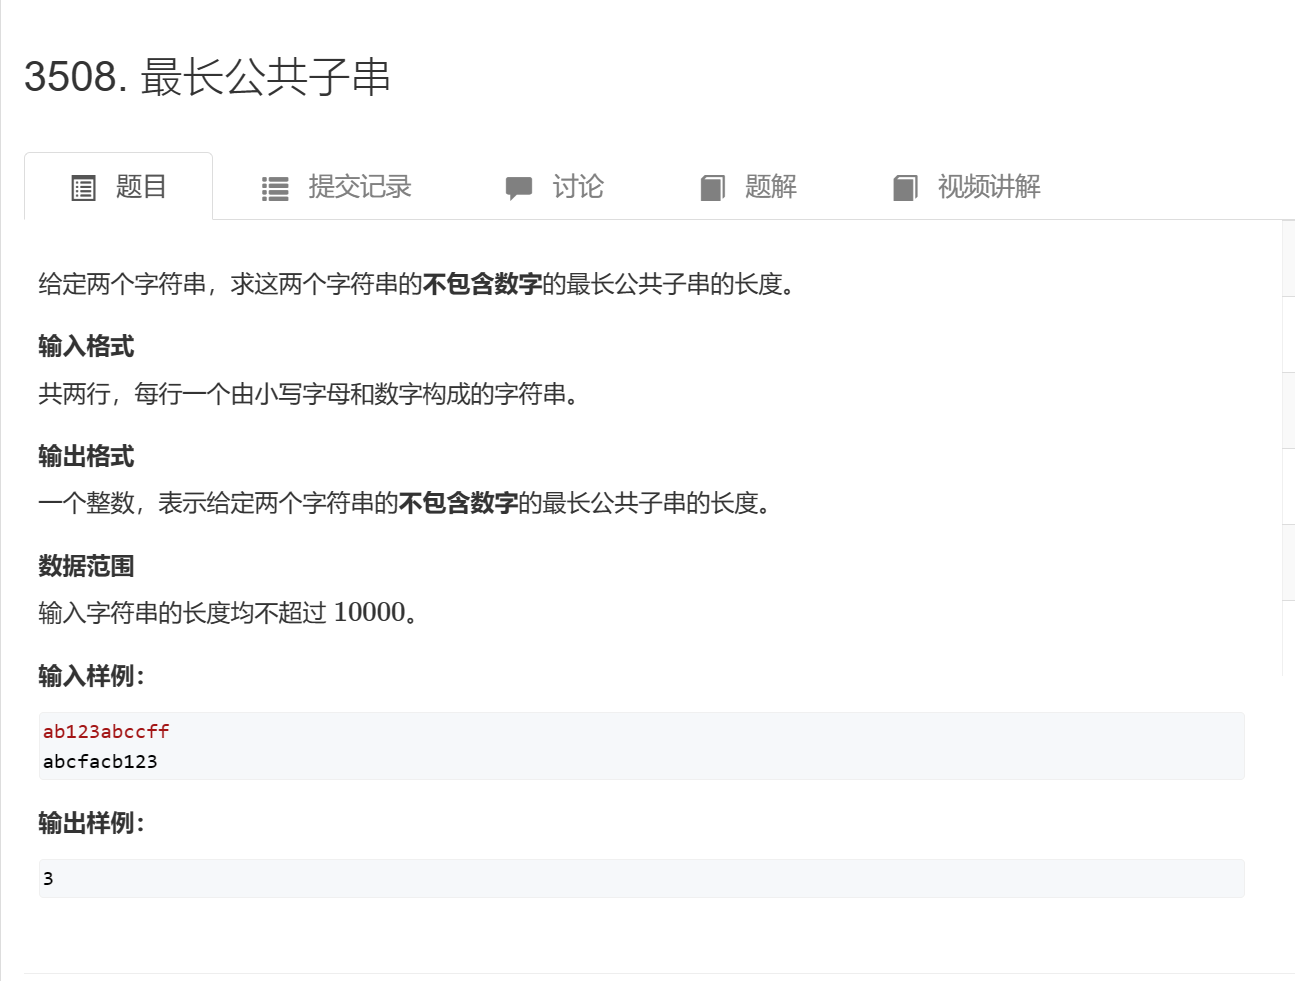 3508. 最长公共子串
题目 提交记录 讨论 题解 视频讲解
给定两个字符串，求这两个字符串的不包含数字的最长公共子串的长度。
输入格式
共两行，每行一个由小写字母和数字构成的字符串。
输出格式
一个整数，表示给定两个字符串的不包含数字的最长公共子串的长度。
数据范围
输入字符串的长度均不超过 10000。
输入样例：
ab123abccff
abcfacb123
输出样例：
3